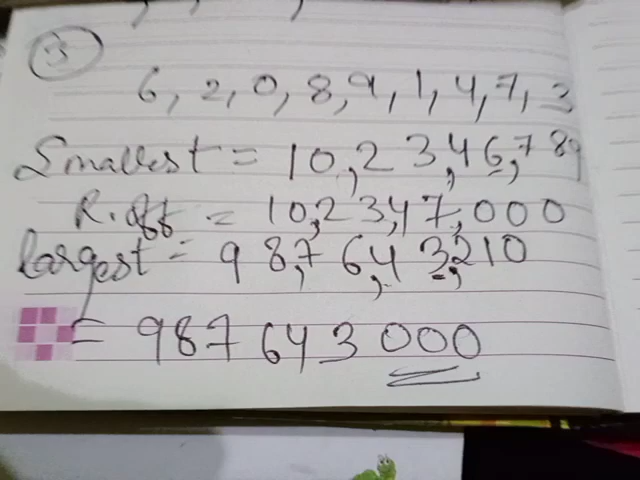 3
6, 2, 0, 8, 9, 1, 4, 7, 3
Smallest = 10,23,46,789
R.off = 10,23,47,000
largest = 98,76,43,210
= 987643000